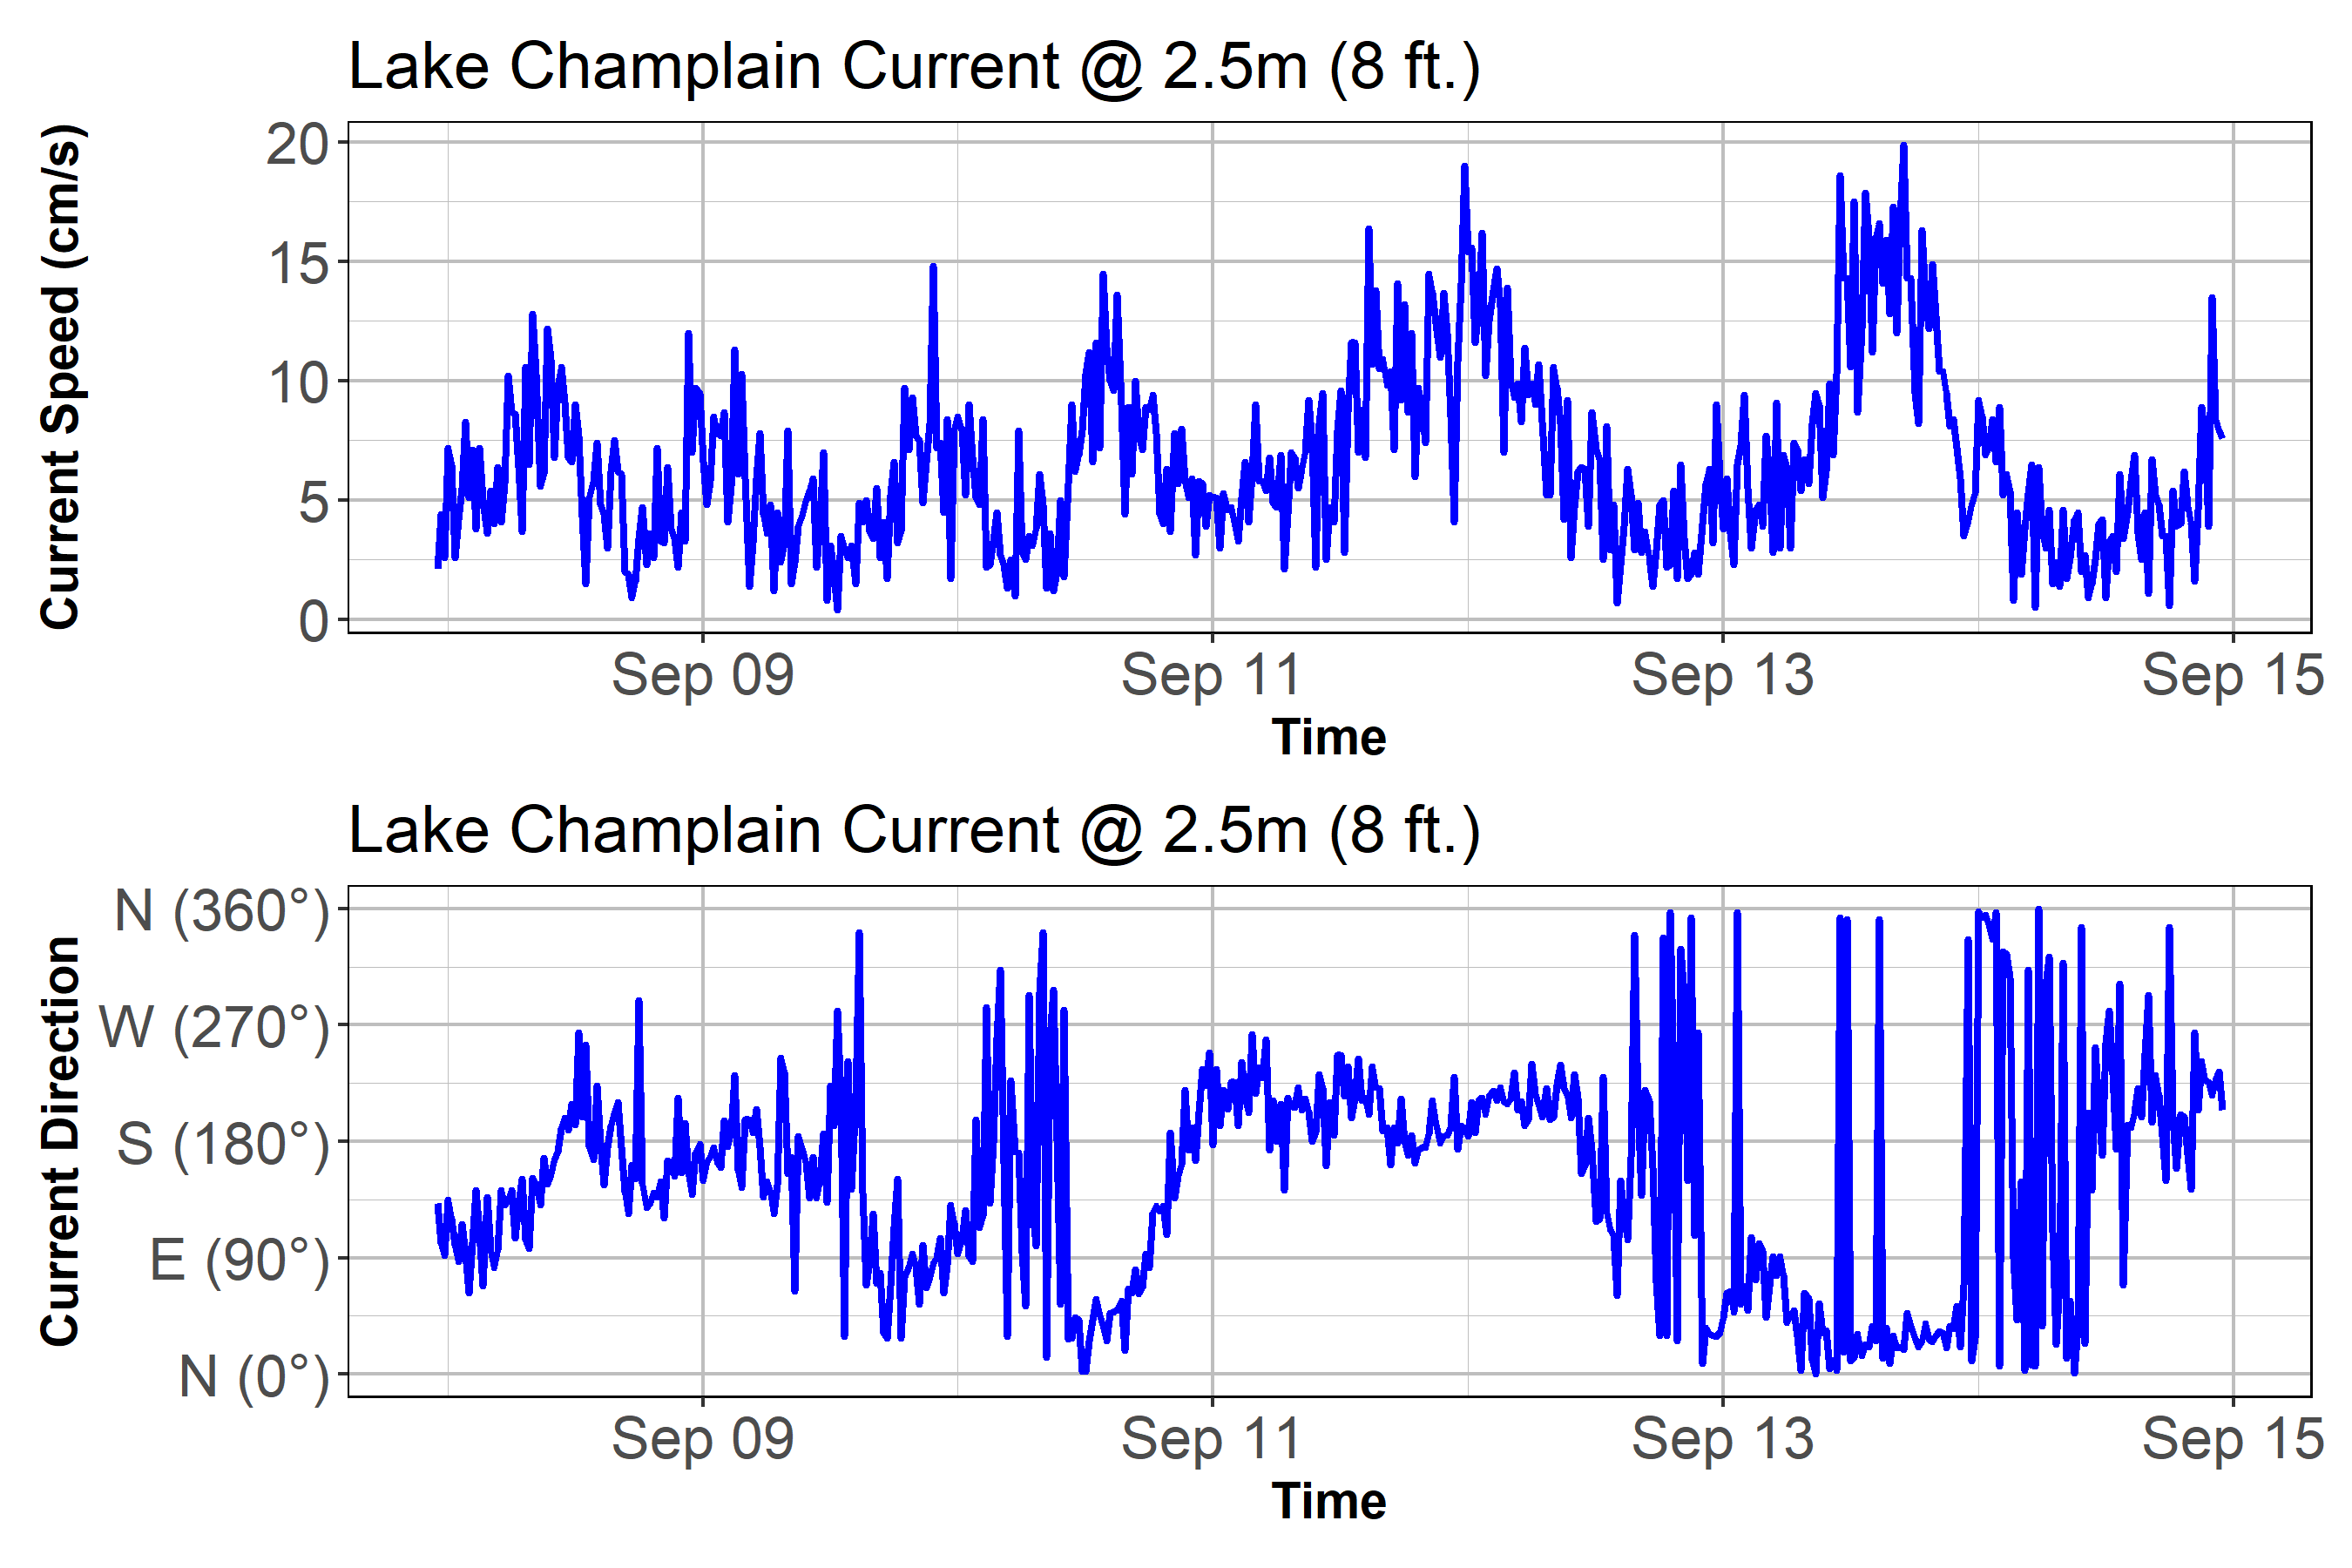 Lake Champlain Current @ 2.5m (8 ft.)
Current Speed (cm/s)
20
15
10
5
0
Sep 09 Sep 11 Sep 13 Sep 15
Time
Lake Champlain Current @ 2.5m (8 ft.)
Current Direction
N (360°)
W (270°)
S (180°)
E (90°)
N (0°)
Sep 09 Sep 11 Sep 13 Sep 15
Time